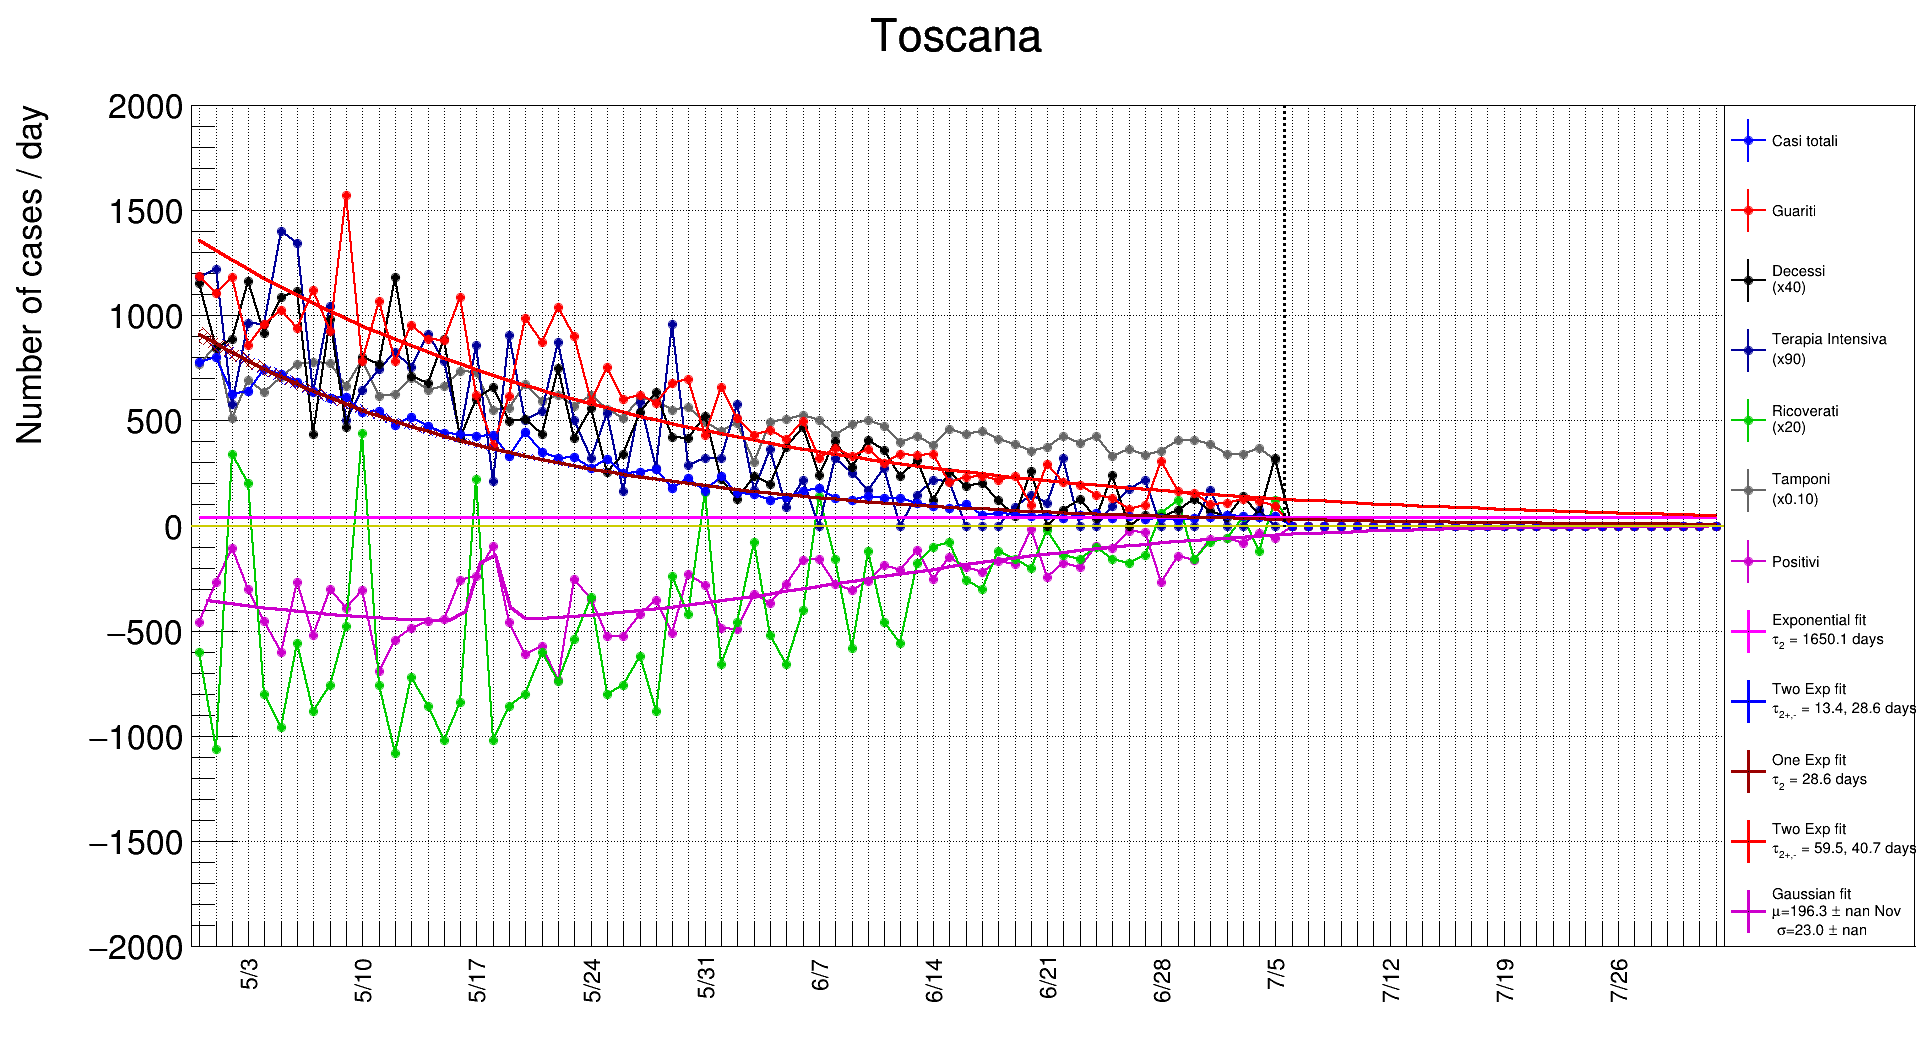 Toscana
Number of cases / day
2000
1500
1000
500
0
−500
−1000
−1500
−2000
5/3
5/10
5/17
5/24
5/31
6/7
6/14
6/21
6/28
7/5
7/12
7/19
7/26
Casi totali
Guariti
Decessi
(x40)
Terapia Intensiva
(x90)
Ricoverati
(x20)
Tamponi
(x0.10)
Positivi
Exponential fit
τ2 = 1650.1 days
Two Exp fit
τ2+,- = 13.4, 28.6 days
One Exp fit
τ2 = 28.6 days
Two Exp fit
τ2+,- = 59.5, 40.7 days
Gaussian fit
μ=196.3 ± nan Nov
σ=23.0 ± nan